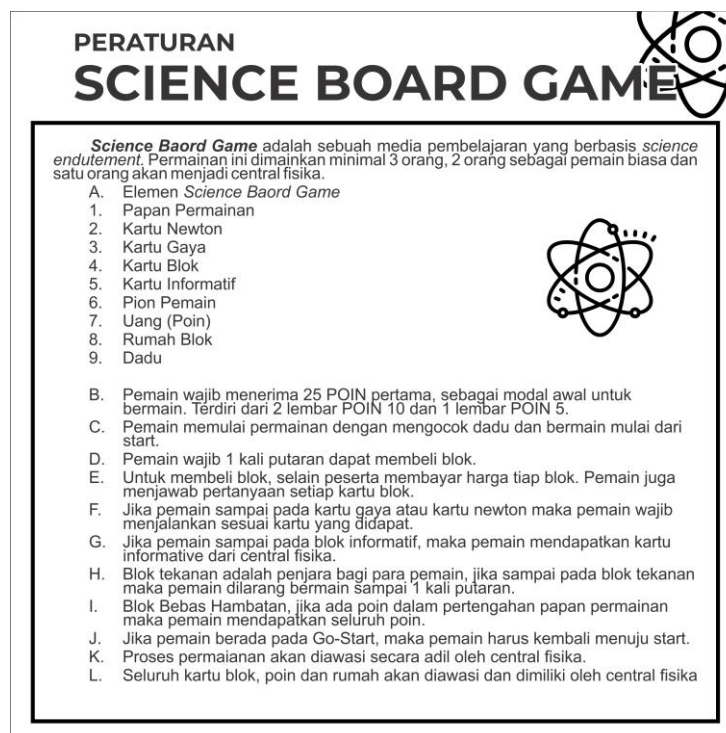 PERATURAN
SCIENCE BOARD GAME
Science Baord Game adalah sebuah media pembelajaran yang berbasis science
endutement. Permainan ini dimainkan minimal 3 orang, 2 orang sebagai pemain biasa dan
satu orang akan menjadi central fisika.
A. Elemen Science Baord Game
1. Papan Permainan
2. Kartu Newton
3. Kartu Gaya
4. Kartu Blok
5. Kartu Informatif
6. Pion Pemain
7. Uang (Poin)
8. Rumah Blok
9. Dadu
B. Pemain wajib menerima 25 POIN pertama, sebagai modal awal untuk
bermain. Terdiri dari 2 lembar POIN 10 dan 1 lembar POIN 5.
C. Pemain memulai permainan dengan mengocok dadu dan bermain mulai dari
start.
D. Pemain wajib 1 kali putaran dapat membeli blok.
E. Untuk membeli blok, selain peserta membayar harga tiap blok. Pemain juga
menjawab pertanyaan setiap kartu blok.
F. Jika pemain sampai pada kartu gaya atau kartu newton maka pemain wajib
menjalankan sesuai kartu yang didapat.
G. Jika pemain sampai pada blok informatif, maka pemain mendapatkan kartu
informative dari central fisika.
H. Blok tekanan adalah penjara bagi para pemain, jika sampai pada blok tekanan
maka pemain dilarang bermain sampai 1 kali putaran.
I. Blok Bebas Hambatan, jika ada poin dalam pertengahan papan permainan
maka pemain mendapatkan seluruh poin.
J. Jika pemain berada pada Go-Start, maka pemain harus kembali menuju start.
K. Proses permaianan akan diawasi secara adil oleh central fisika.
L. Seluruh kartu blok, poin dan rumah akan diawasi dan dimiliki oleh central fisika